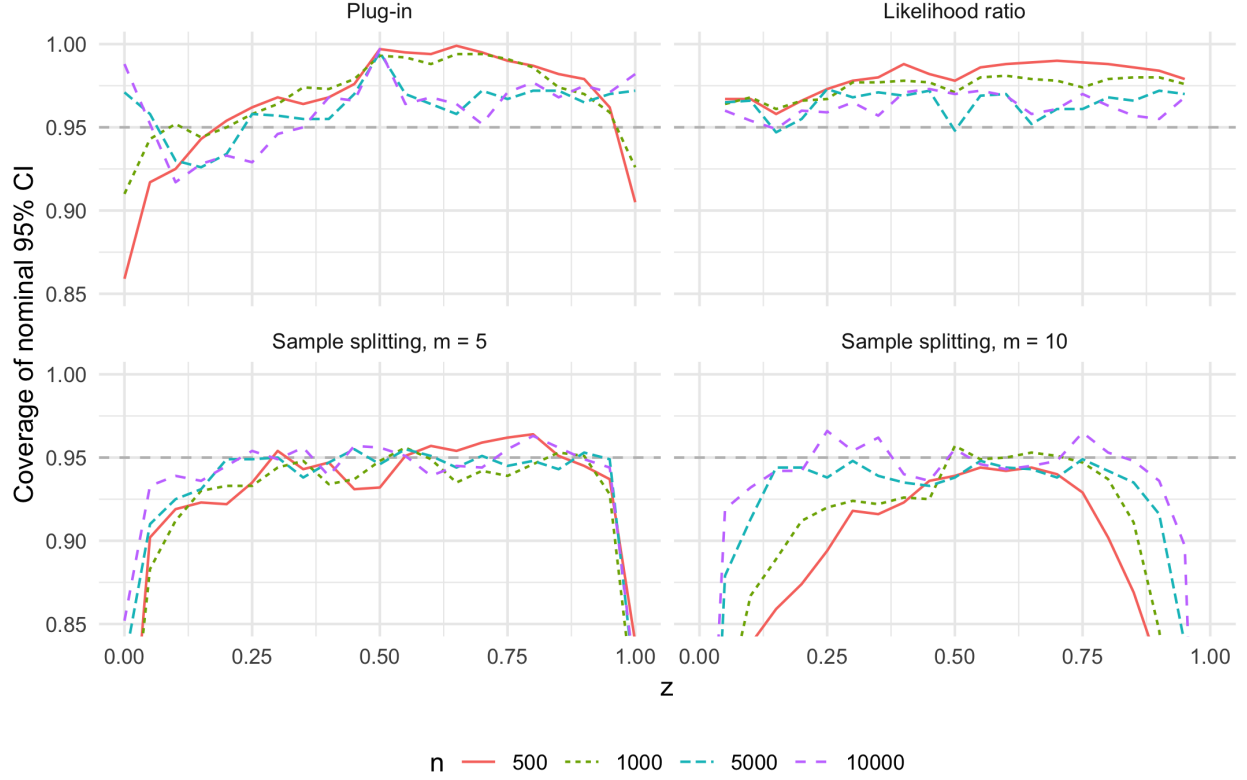 Plug-in
Likelihood ratio
1.00
0.95
0.90
0.85
Sample splitting, m = 5
Sample splitting, m = 10
1.00
0.95
0.90
0.85
Coverage of nominal 95% CI
0.00 0.25 0.50 0.75 1.00
0.00 0.25 0.50 0.75 1.00
z
n 500 1000 5000 10000